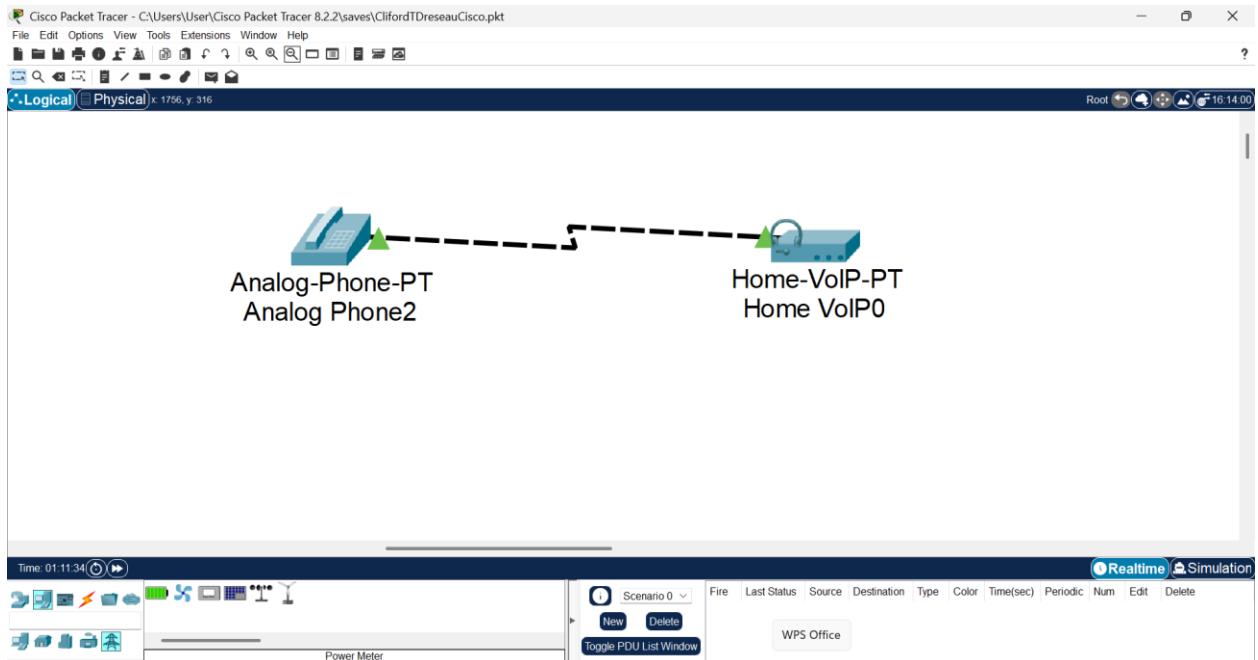 Cisco Packet Tracer - C:\Users\User\Cisco Packet Tracer 8.2.2\saves\ClifordTDreseauCisco.pkt
File Edit Options View Tools Extensions Window Help
?
Logical Physical x: 1756, y: 316 Root 16:14:00
Analog-Phone-PT
Analog Phone2
Home-VoIP-PT
Home VoIP0
Time: 01:11:34 Realtime Simulation
Scenario 0 Fire Last Status Source Destination Type Color Time(sec) Periodic Num Edit Delete
New Delete
WPS Office
Toggle PDU List Window
Power Meter